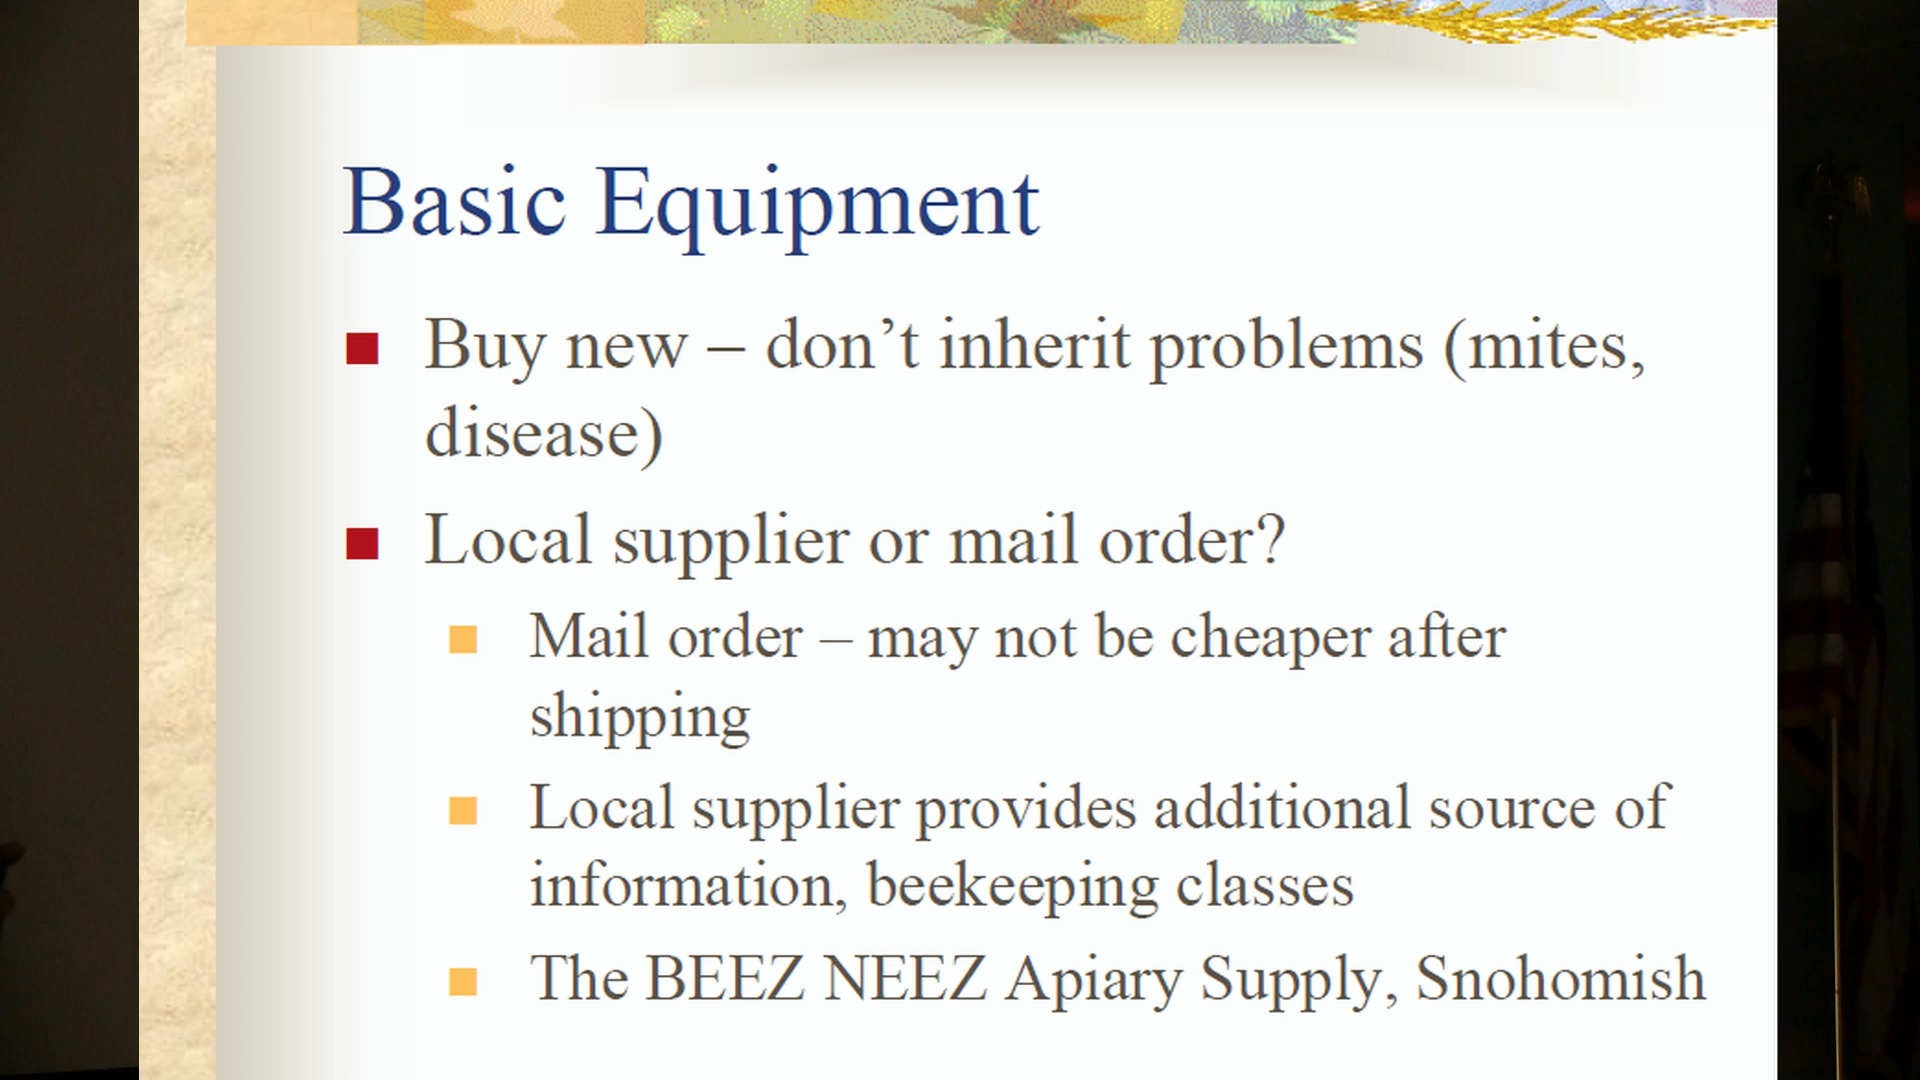 Basic Equipment
Buy new – don’t inherit problems (mites,
disease)
Local supplier or mail order?
Mail order – may not be cheaper after
shipping
Local supplier provides additional source of
information, beekeeping classes
The BEEZ NEEZ Apiary Supply, Snohomish